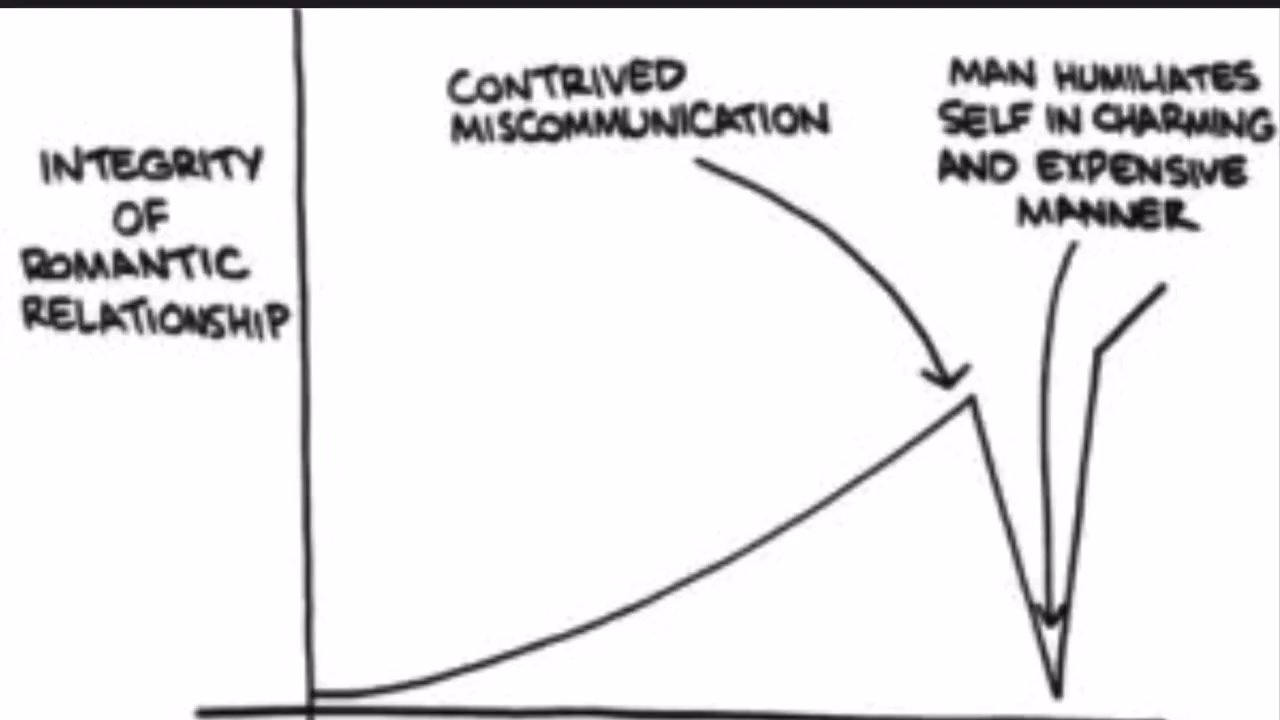 INTEGRITY
OF
ROMANTIC
RELATIONSHIP
CONTRIVED
MISCOMMUNICATION
MAN HUMILIATES
SELF IN CHARMING
AND EXPENSIVE
MANNER